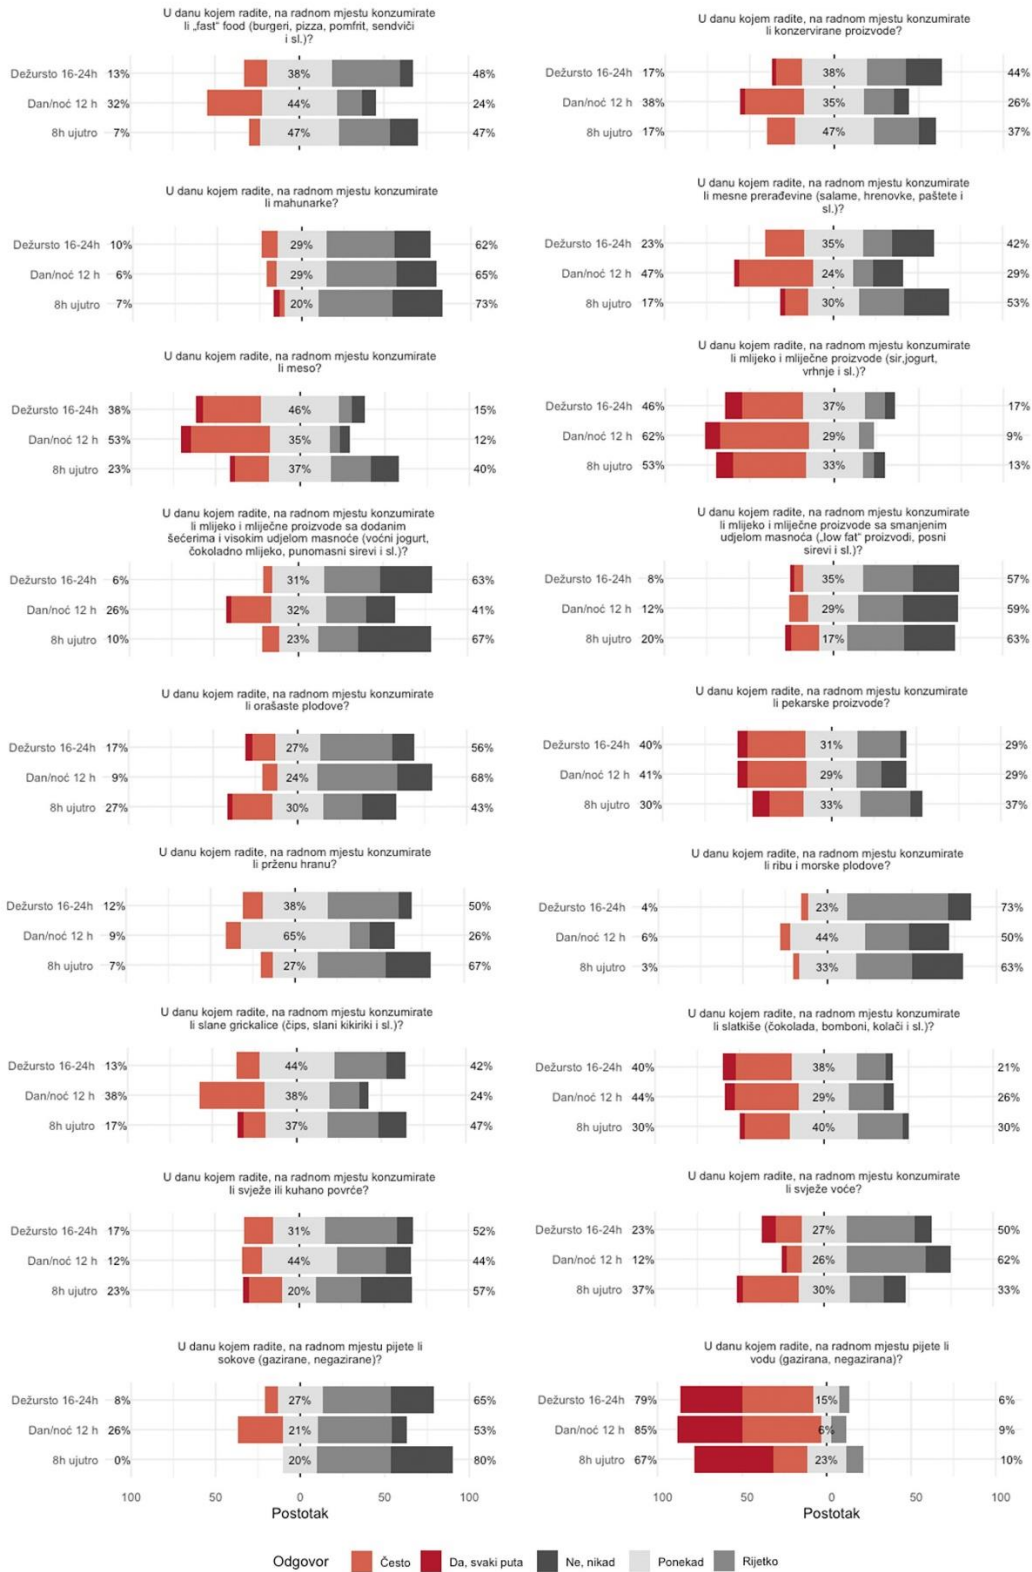 U danu kojem radite, na radnom mjestu konzumirate
li „fast“ food (burgeri, pizza, pomfrit, sendviči
i sl.)?
Dežursto 16-24h 13% 38% 48%
Dan/noć 12 h 32% 44% 24%
8h ujutro 7% 47% 47%
U danu kojem radite, na radnom mjestu konzumirate
li konzervirane proizvode?
Dežursto 16-24h 17% 38% 44%
Dan/noć 12 h 38% 35% 26%
8h ujutro 17% 47% 37%
U danu kojem radite, na radnom mjestu konzumirate
li mahunarke?
Dežursto 16-24h 10% 29% 62%
Dan/noć 12 h 6% 29% 65%
8h ujutro 7% 20% 73%
U danu kojem radite, na radnom mjestu konzumirate
li mesne prerađevine (salame, hrenovke, paštete i
sl.)?
Dežursto 16-24h 23% 35% 42%
Dan/noć 12 h 47% 24% 29%
8h ujutro 17% 30% 53%
U danu kojem radite, na radnom mjestu konzumirate
li meso?
Dežursto 16-24h 38% 46% 15%
Dan/noć 12 h 53% 35% 12%
8h ujutro 23% 37% 40%
U danu kojem radite, na radnom mjestu konzumirate
li mlijeko i mliječne proizvode (sir,jogurt,
vrhnje i sl.)?
Dežursto 16-24h 46% 37% 17%
Dan/noć 12 h 62% 29% 9%
8h ujutro 53% 33% 13%
U danu kojem radite, na radnom mjestu konzumirate
li mlijeko i mliječne proizvode sa dodanim
šećerima i visokim udjelom masnoće (voćni jogurt,
čokoladno mlijeko, punomasni sirevi i sl.)?
Dežursto 16-24h 6% 31% 63%
Dan/noć 12 h 26% 32% 41%
8h ujutro 10% 23% 67%
U danu kojem radite, na radnom mjestu konzumirate
li mlijeko i mliječne proizvode sa smanjenim
udjelom masnoća („low fat“ proizvodi, posni
sirevi i sl.)?
Dežursto 16-24h 8% 35% 57%
Dan/noć 12 h 12% 29% 59%
8h ujutro 20% 17% 63%
U danu kojem radite, na radnom mjestu konzumirate
li orašaste plodove?
Dežursto 16-24h 17% 27% 56%
Dan/noć 12 h 9% 24% 68%
8h ujutro 27% 30% 43%
U danu kojem radite, na radnom mjestu konzumirate
li pekarske proizvode?
Dežursto 16-24h 40% 31% 29%
Dan/noć 12 h 41% 29% 29%
8h ujutro 30% 33% 37%
U danu kojem radite, na radnom mjestu konzumirate
li prženu hranu?
Dežursto 16-24h 12% 38% 50%
Dan/noć 12 h 9% 65% 26%
8h ujutro 7% 27% 67%
U danu kojem radite, na radnom mjestu konzumirate
li ribu i morske plodove?
Dežursto 16-24h 4% 23% 73%
Dan/noć 12 h 6% 44% 50%
8h ujutro 3% 33% 63%
U danu kojem radite, na radnom mjestu konzumirate
li slane grickalice (čips, slani kikiriki i sl.)?
Dežursto 16-24h 13% 44% 42%
Dan/noć 12 h 38% 38% 24%
8h ujutro 17% 37% 47%
U danu kojem radite, na radnom mjestu konzumirate
li slatkiše (čokolada, bomboni, kolači i sl.)?
Dežursto 16-24h 40% 38% 21%
Dan/noć 12 h 44% 29% 26%
8h ujutro 30% 40% 30%
U danu kojem radite, na radnom mjestu konzumirate
li svježe ili kuhano povrće?
Dežursto 16-24h 17% 31% 52%
Dan/noć 12 h 12% 44% 44%
8h ujutro 23% 20% 57%
U danu kojem radite, na radnom mjestu konzumirate
li svježe voće?
Dežursto 16-24h 23% 27% 50%
Dan/noć 12 h 12% 26% 62%
8h ujutro 37% 30% 33%
U danu kojem radite, na radnom mjestu pijete li
sokove (gazirane, negazirane)?
Dežursto 16-24h 8% 27% 65%
Dan/noć 12 h 26% 21% 53%
8h ujutro 0% 20% 80%
100 50 0 50 100
Postotak
U danu kojem radite, na radnom mjestu pijete li
vodu (gazirana, negazirana)?
Dežursto 16-24h 79% 15% 6%
Dan/noć 12 h 85% 6% 9%
8h ujutro 67% 23% 10%
100 50 0 50 100
Postotak
Odgovor Često Da, svaki puta Ne, nikad Ponekad Rijetko